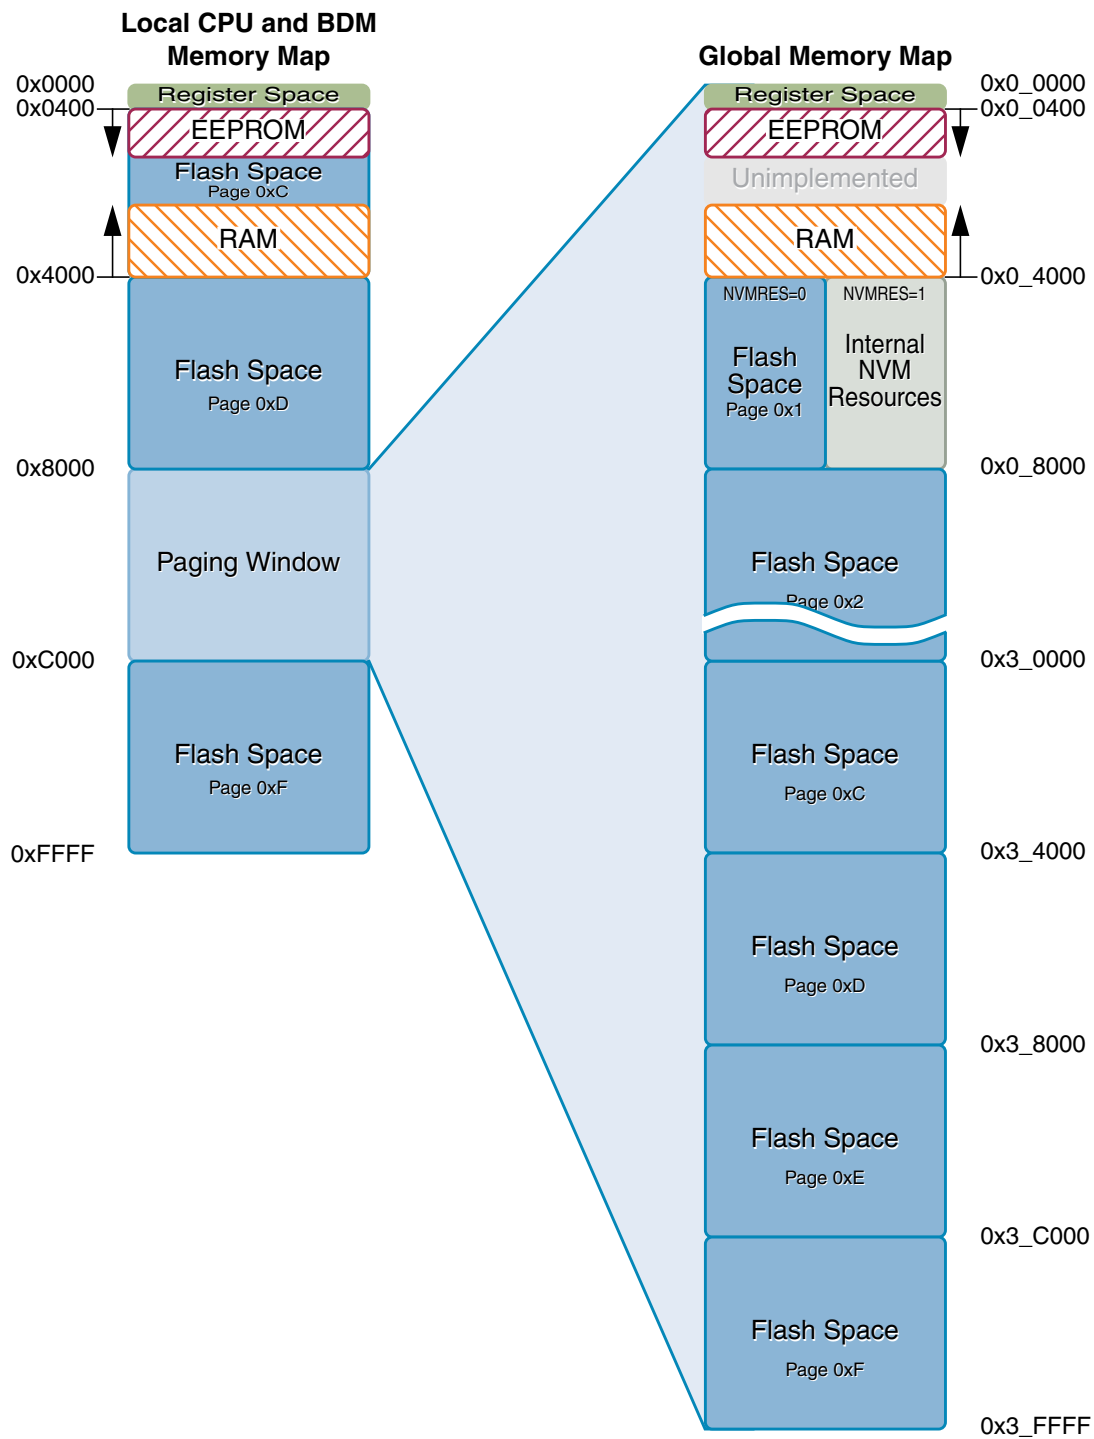 Local CPU and BDM
Memory Map
0x0000
0x0400
Register Space
EEPROM
Flash Space
Page 0xC
RAM
0x4000
Flash Space
Page 0xD
0x8000
Paging Window
0xC000
Flash Space
Page 0xF
0xFFFF
Global Memory Map
0x0_0000
0x0_0400
Register Space
EEPROM
Unimplemented
RAM
0x0_4000
NVMRES=0
Flash
Space
Page 0x1
NVMRES=1
Internal
NVM
Resources
0x0_8000
Flash Space
Page 0x2
0x3_0000
Flash Space
Page 0xC
0x3_4000
Flash Space
Page 0xD
0x3_8000
Flash Space
Page 0xE
0x3_C000
Flash Space
Page 0xF
0x3_FFFF